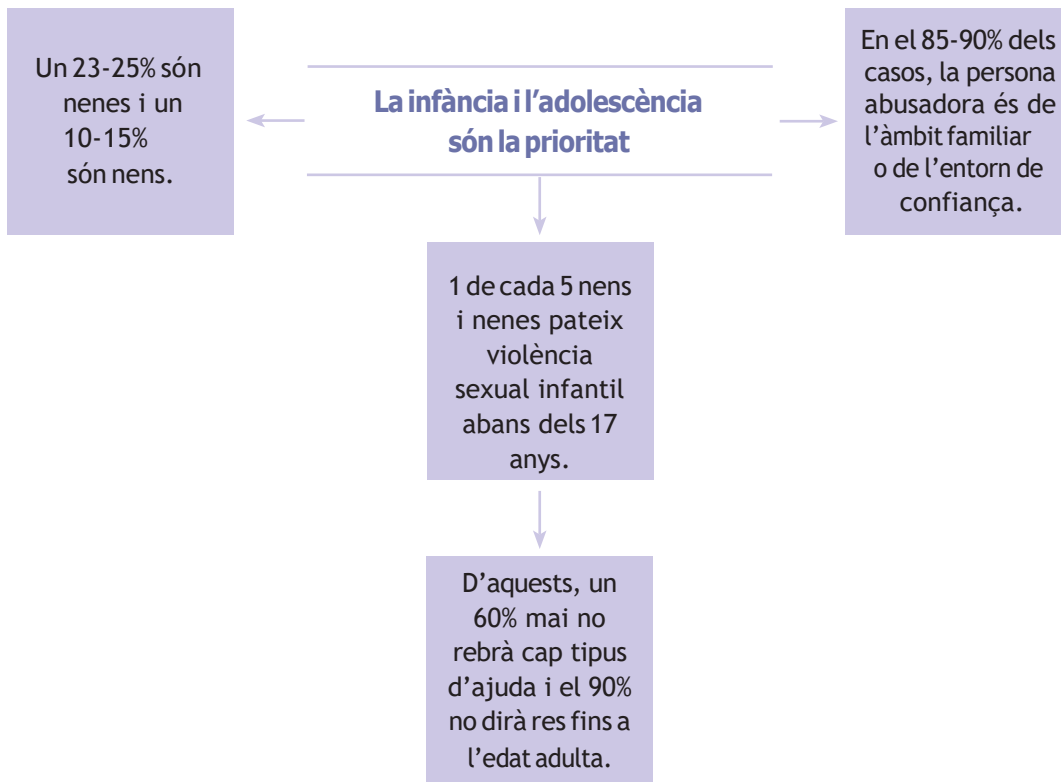 Un 23-25% són
nenes i un
10-15%
són nens.
La infància i l’adolescència
són la prioritat
En el 85-90% dels
casos, la persona
abusadora és de
l’àmbit familiar
o de l’entorn de
confiança.
1 de cada 5 nens
i nenes pateix
violència
sexual infantil
abans dels 17
anys.
D’aquests, un
60% mai no
rebrà cap tipus
d’ajuda i el 90%
no dirà res fins a
l’edat adulta.